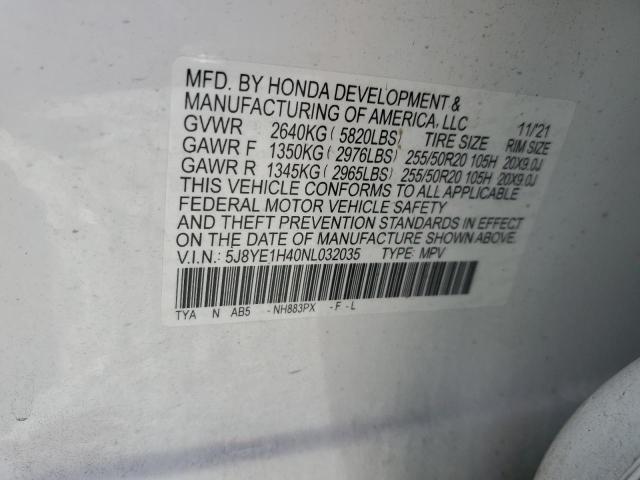 MFD. BY HONDA DEVELOPMENT &
MANUFACTURING OF AMERICA, LLC 11/21
GVWR 2640KG ( 5820LBS) TIRE SIZE RIM SIZE
GAWR F 1350KG ( 2976LBS) 255/50R20 105H 20X9.0J
GAWR R 1345KG ( 2965LBS) 255/50R20 105H 20X9.0J
THIS VEHICLE CONFORMS TO ALL APPLICABLE
FEDERAL MOTOR VEHICLE SAFETY
AND THEFT PREVENTION STANDARDS IN EFFECT
ON THE DATE OF MANUFACTURE SHOWN ABOVE.
V.I.N.: 5J8YE1H40NL032035 TYPE: MPV
TYA N AB5 -NH883PX -F -L